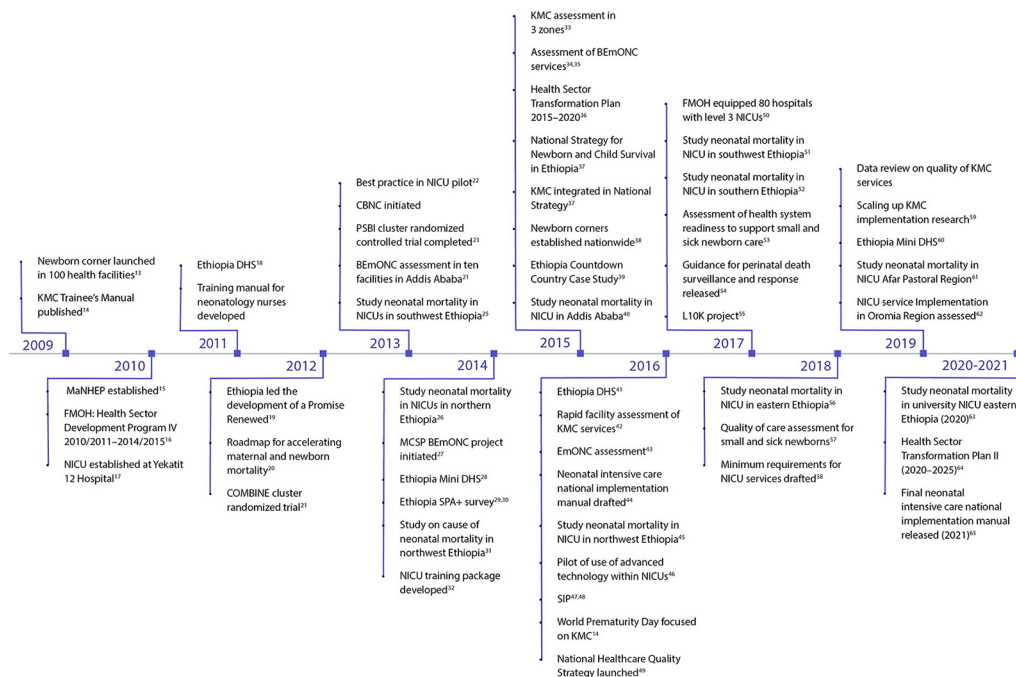 Newborn corner launched
in 100 health facilities¹³
KMC Trainee's Manual
published¹⁴
2009
MaNHEP established¹⁵
FMOH: Health Sector
Development Program IV
2010/2011–2014/2015¹⁶
NICU established at Yekatit
12 Hospital¹⁷
2010
Ethiopia DHS¹⁸
Training manual for
neonatology nurses
developed
2011
2012
Ethiopia led the
development of a Promise
Renewed¹⁹
Roadmap for accelerating
maternal and newborn
mortality²⁰
COMBINE cluster
randomized trial²¹
Best practice in NICU pilot²²
CBNC initiated
PSBI cluster randomized
controlled trial completed²³
BEmONC assessment in ten
facilities in Addis Ababa²¹
Study neonatal mortality in
NICUs in southwest Ethiopia²⁵
2013
2014
Study neonatal mortality
in NICUs in northern
Ethiopia²⁶
MCSP BEmONC project
initiated²⁷
Ethiopia Mini DHS²⁸
Ethiopia SPA+ survey²⁹,³⁰
Study on cause of
neonatal mortality in
northwest Ethiopia³¹
NICU training package
developed³²
KMC assessment in
3 zones³³
Assessment of BEmONC
services³⁴,³⁵
Health Sector
Transformation Plan
2015–2020³⁶
National Strategy for
Newborn and Child Survival
in Ethiopia³⁷
KMC integrated in National
Strategy³⁷
Newborn corners
established nationwide³⁸
Ethiopia Countdown
Country Case Study³⁹
Study neonatal mortality in
NICU in Addis Ababa⁴⁰
2015
2016
Ethiopia DHS⁴¹
Rapid facility assessment of
KMC services⁴²
EmONC assessment⁴³
Neonatal intensive care
national implementation
manual drafted⁴⁴
Study neonatal mortality in
NICU in northwest Ethiopia⁴⁵
Pilot of use of advanced
technology within NICUs⁴⁶
SIP⁴⁷,⁴⁸
World Prematurity Day focused
on KMC¹⁴
National Healthcare Quality
Strategy launched⁴⁹
FMOH equipped 80 hospitals
with level 3 NICUs⁵⁰
Study neonatal mortality in
NICU in southwest Ethiopia⁵¹
Study neonatal mortality in
NICU in southern Ethiopia⁵²
Assessment of health system
readiness to support small and
sick newborn care⁵³
Guidance for perinatal death
surveillance and response
released⁵⁴
L10K project⁵⁵
2017
2018
Study neonatal mortality in
NICU in eastern Ethiopia⁵⁶
Quality of care assessment for
small and sick newborns⁵⁷
Minimum requirements for
NICU services drafted⁵⁸
Data review on quality of KMC
services
Scaling up KMC
implementation research⁵⁹
Ethiopia Mini DHS⁶⁰
Study neonatal mortality in
NICU Afar Pastoral Region⁶¹
NICU service Implementation
in Oromia Region assessed⁶²
2019
2020-2021
Study neonatal mortality
in university NICU eastern
Ethiopia (2020)⁶³
Health Sector
Transformation Plan II
(2020–2025)⁶⁴
Final neonatal
intensive care national
implementation manual
released (2021)⁶⁵